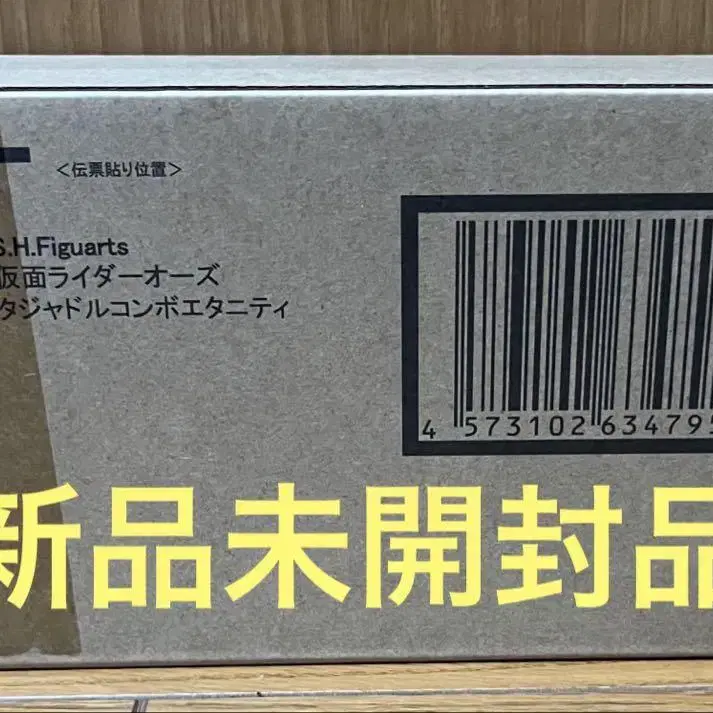 <伝票貼り位置>
S.H.Figuarts
仮面ライダーオーズ
タジャドルコンボエタニティ
4 573102 634795
新品未開封品